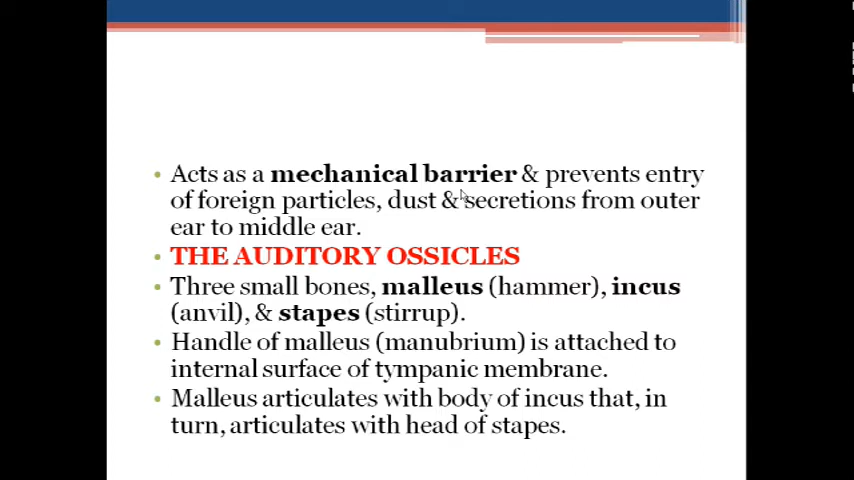 • Acts as a mechanical barrier & prevents entry
of foreign particles, dust & secretions from outer
ear to middle ear.
• THE AUDITORY OSSICLES
• Three small bones, malleus (hammer), incus
(anvil), & stapes (stirrup).
• Handle of malleus (manubrium) is attached to
internal surface of tympanic membrane.
• Malleus articulates with body of incus that, in
turn, articulates with head of stapes.